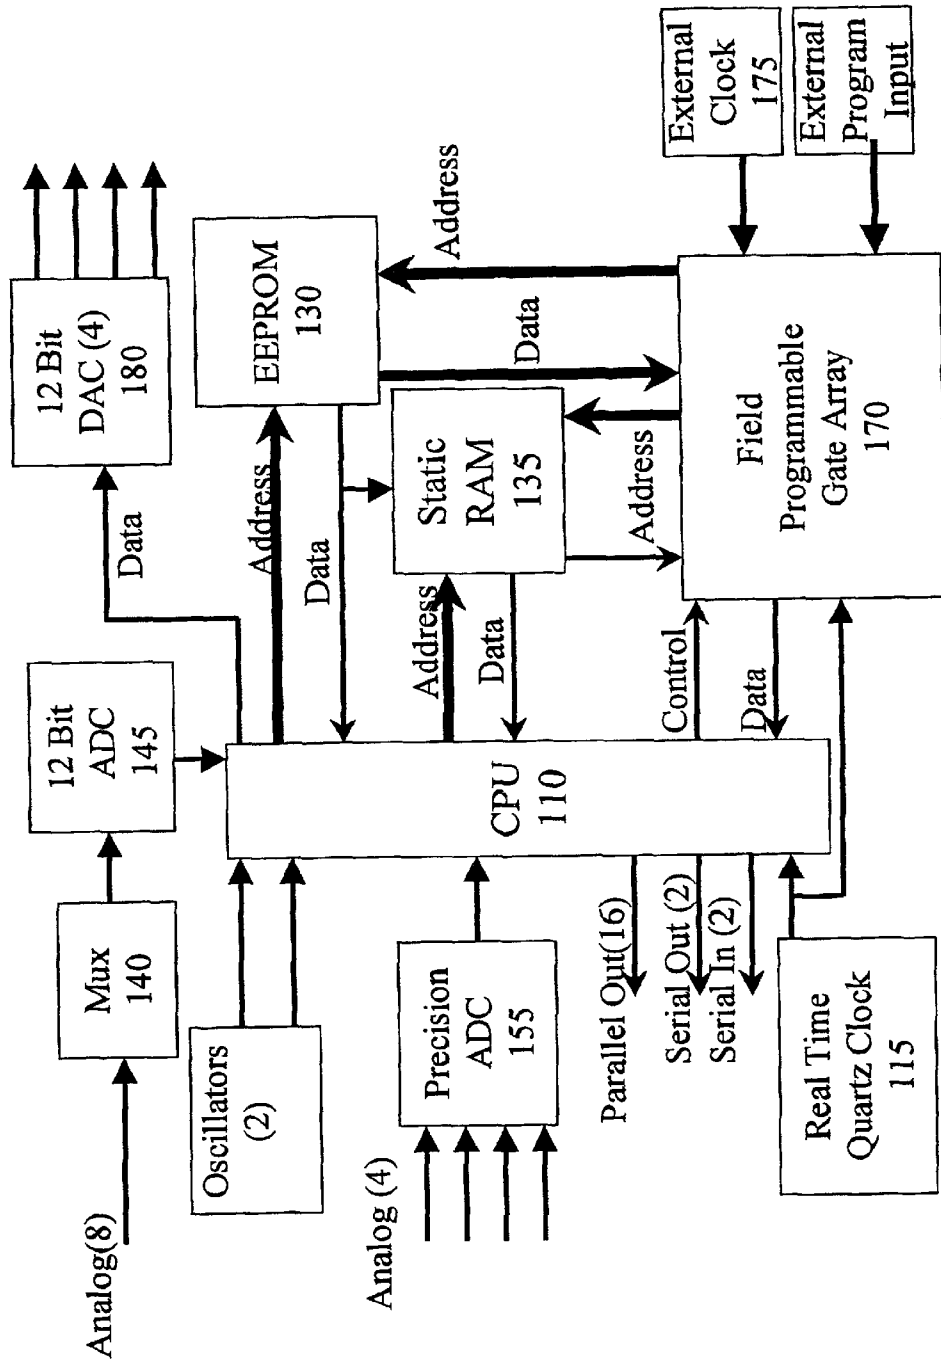 Analog(8)
Mux
140
12 Bit
ADC
145
Data
12 Bit
DAC (4)
180
Oscillators
(2)
Analog (4)
Precision
ADC
155
CPU
110
Address
Data
EEPROM
130
Address
Data
Static
RAM
135
Data
Address
Address
Parallel Out(16)
Serial Out (2)
Serial In (2)
Control
Data
Real Time
Quartz Clock
115
Field
Programmable
Gate Array
170
External
Clock
175
External
Program
Input